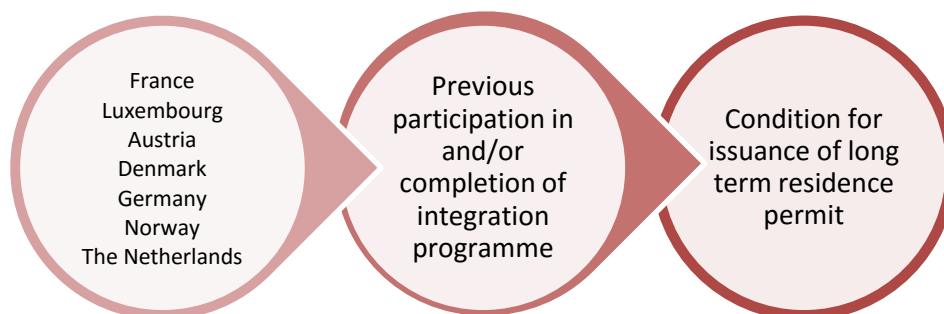 France
Luxembourg
Austria
Denmark
Germany
Norway
The Netherlands
Previous
participation in
and/or
completion of
integration
programme
Condition for
issuance of long
term residence
permit